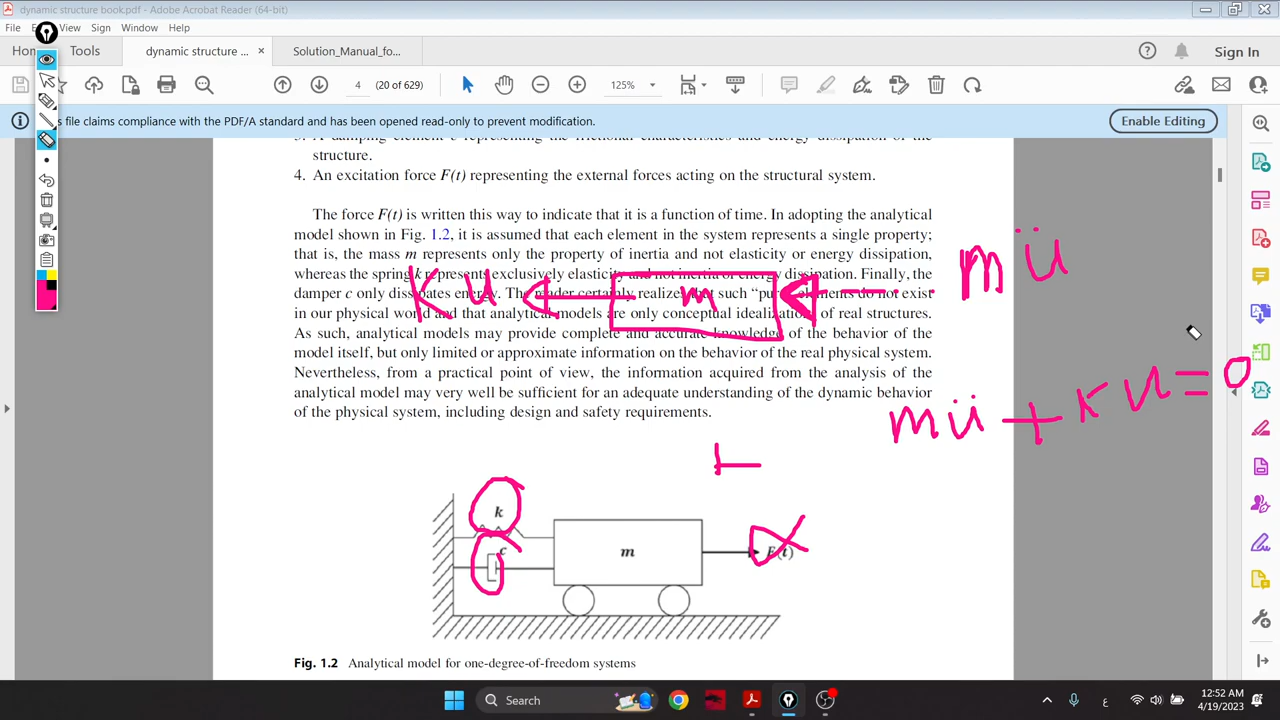 dynamic structure book.pdf - Adobe Acrobat Reader (64-bit)
File View Sign Window Help
Tools dynamic structure ... × Solution_Manual_fo... Sign In
4 (20 of 629) 125%
file claims compliance with the PDF/A standard and has been opened read-only to prevent modification. Enable Editing
structure.
4. An excitation force F(t) representing the external forces acting on the structural system.
The force F(t) is written this way to indicate that it is a function of time. In adopting the analytical
model shown in Fig. 1.2, it is assumed that each element in the system represents a single property;
that is, the mass m represents only the property of inertia and not elasticity or energy dissipation,
whereas the spring k represents exclusively elasticity and not inertia or energy dissipation. Finally, the
damper c only dissipates energy. The reader certainly realizes that such "pure" elements do not exist
in our physical world and that analytical models are only conceptual idealizations of real structures.
As such, analytical models may provide complete and accurate knowledge of the behavior of the
model itself, but only limited or approximate information on the behavior of the real physical system.
Nevertheless, from a practical point of view, the information acquired from the analysis of the
analytical model may very well be sufficient for an adequate understanding of the dynamic behavior
of the physical system, including design and safety requirements.
K u
m
mü
mü + K u = 0
k
c
m
F(t)
Fig. 1.2 Analytical model for one-degree-of-freedom systems
Search
ع
12:52 AM
4/19/2023